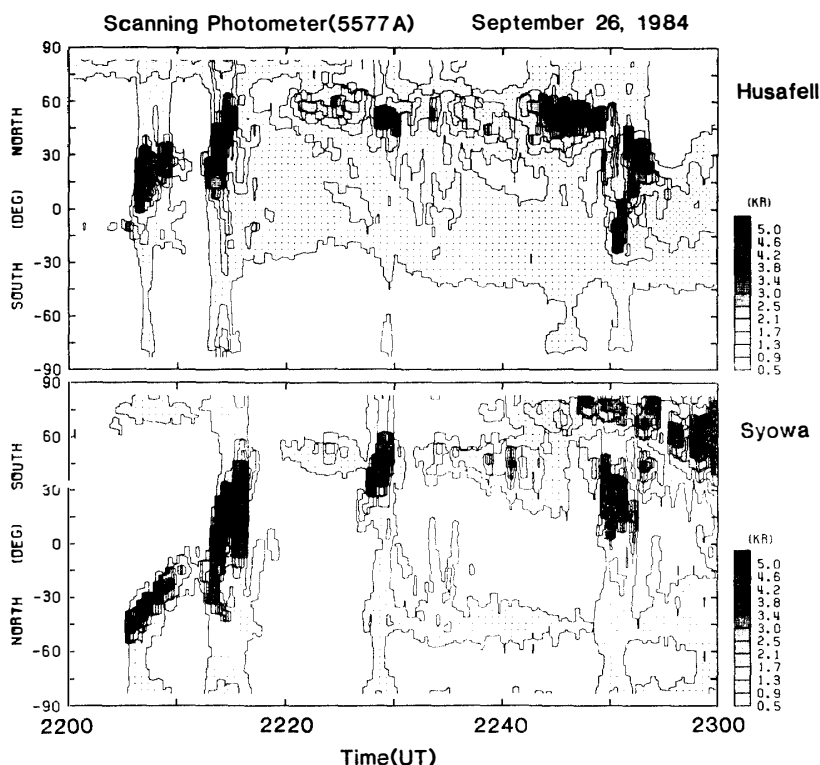 Scanning Photometer(5577A) September 26, 1984
90
60
30
0
-30
-60
-90
NORTH
(DEG)
SOUTH
Husafell
(KR)
5.0
4.6
4.2
3.8
3.4
3.0
2.5
2.1
1.7
1.3
0.9
0.5
90
60
30
0
-30
-60
-90
SOUTH
(DEG)
NORTH
Syowa
(KR)
5.0
4.6
4.2
3.8
3.4
3.0
2.5
2.1
1.7
1.3
0.9
0.5
2200 2220 2240 2300
Time(UT)